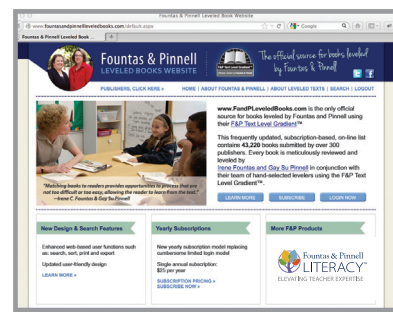 Fountas & Pinnell Leveled Book Website
www.fountasandpinnellleveledbooks.com/default.aspx
Google
Fountas & Pinnell Leveled Book ...
Fountas & Pinnell
LEVELED BOOKS WEBSITE
F&P Text Level Gradient™
The official source for books leveled
by Fountas & Pinnell
PUBLISHERS, CLICK HERE »
HOME | ABOUT FOUNTAS & PINNELL | ABOUT LEVELED TEXTS | SEARCH | LOGOUT
"Matching books to readers provides opportunities to process that are
not too difficult or too easy, allowing the reader to learn from the text."
—Irene C. Fountas & Gay Su Pinnell
www.FandPLeveledBooks.com is the only official
source for books leveled by Fountas and Pinnell using
their F&P Text Level Gradient™
This frequently updated, subscription-based, on-line list
contains 43,220 books submitted by over 300
publishers. Every book is meticulously reviewed and
leveled by
Irene Fountas and Gay Su Pinnell in conjunction with
their team of hand-selected levelers using the F&P Text
Level Gradient™.
LEARN MORE
SUBSCRIBE
LOGIN NOW
New Design & Search Features
Enhanced web-based user functions such
as: search, sort, print and export
Updated user-friendly design
LEARN MORE »
Yearly Subscriptions
New yearly subscription model replacing
cumbersome limited login model
Single annual subscription:
$25 per year
SUBSCRIPTION PRICING »
SUBSCRIBE NOW »
More F&P Products
Fountas & Pinnell
LITERACY™
ELEVATING TEACHER EXPERTISE